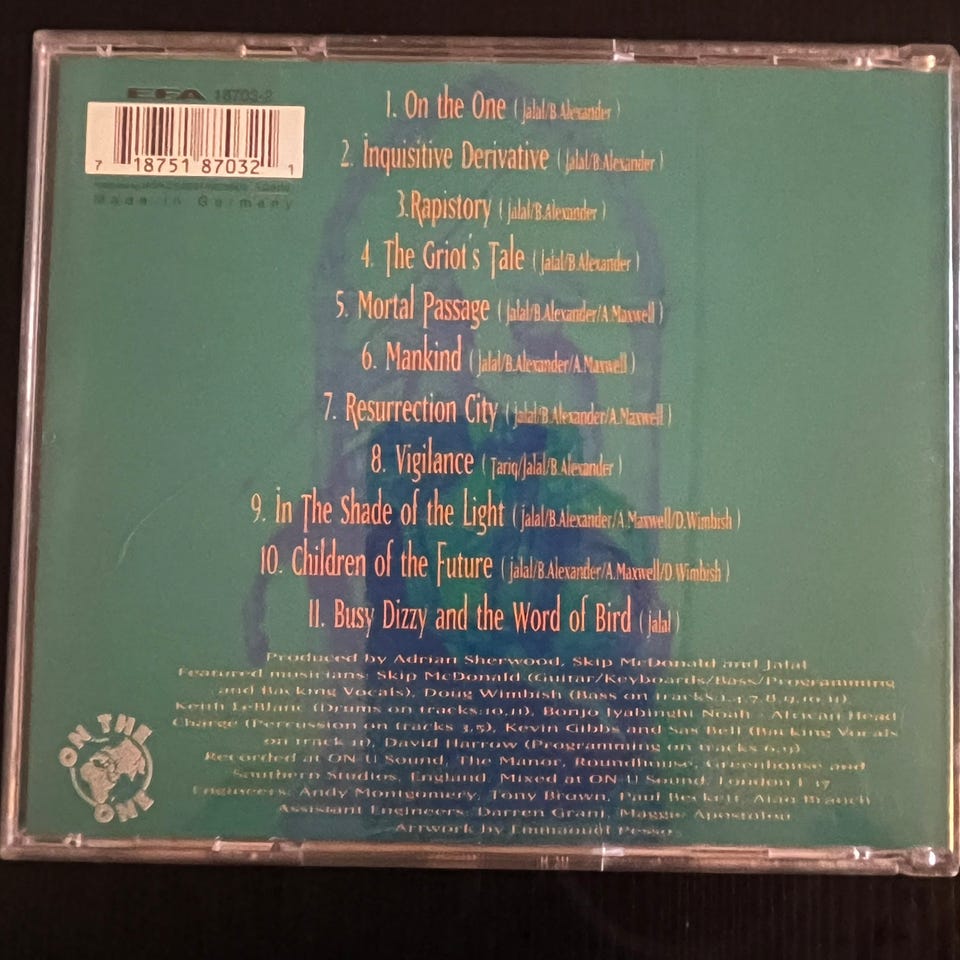 EFA 18703-2
7 18751 87032 1
Made in Germany
1. On the One ( Jalal/B.Alexander )
2. Inquisitive Derivative ( Jalal/B.Alexander )
3.Rapistory ( Jalal/B.Alexander )
4. The Griot's Tale ( Jalal/B.Alexander )
5. Mortal Passage ( Jalal/B.Alexander/A.Maxwell )
6. Mankind ( Jalal/B.Alexander/A.Maxwell )
7. Resurrection City ( Jalal/B.Alexander/A.Maxwell )
8. Vigilance ( Tariq/Jalal/B.Alexander )
9. In The Shade of the Light ( Jalal/B.Alexander/A.Maxwell/D.Wimbish )
10. Children of the Future ( Jalal/B.Alexander/A.Maxwell/D.Wimbish )
11. Busy Dizzy and the Word of Bird ( Jalal )
Produced by Adrian Sherwood, Skip McDonald and Jalal
Featured musicians: Skip McDonald (Guitar/Keyboards/Bass/Programming
and Backing Vocals), Doug Wimbish (Bass on tracks 1,4,7,8,9,10,11)
Keith LeBlanc (Drums on tracks:10,11), Bonjo Iyabinghi Noah - African Head
Charge (Percussion on tracks 3,5), Kevin Gibbs and Sas Bell (Backing Vocals
on track 11), David Harrow (Programming on tracks 6,9)
Recorded at ON-U Sound, The Manor, Roundhouse, Greenhouse and
Southern Studios, England, Mixed at ON-U Sound, London E 17
Engineers: Andy Montgomery, Tony Brown, Paul Beckett, Alan Branch
Assistant Engineers: Darren Grant, Maggie Apostolou
Artwork by Emmanouel Pesso
ON THE
ONE